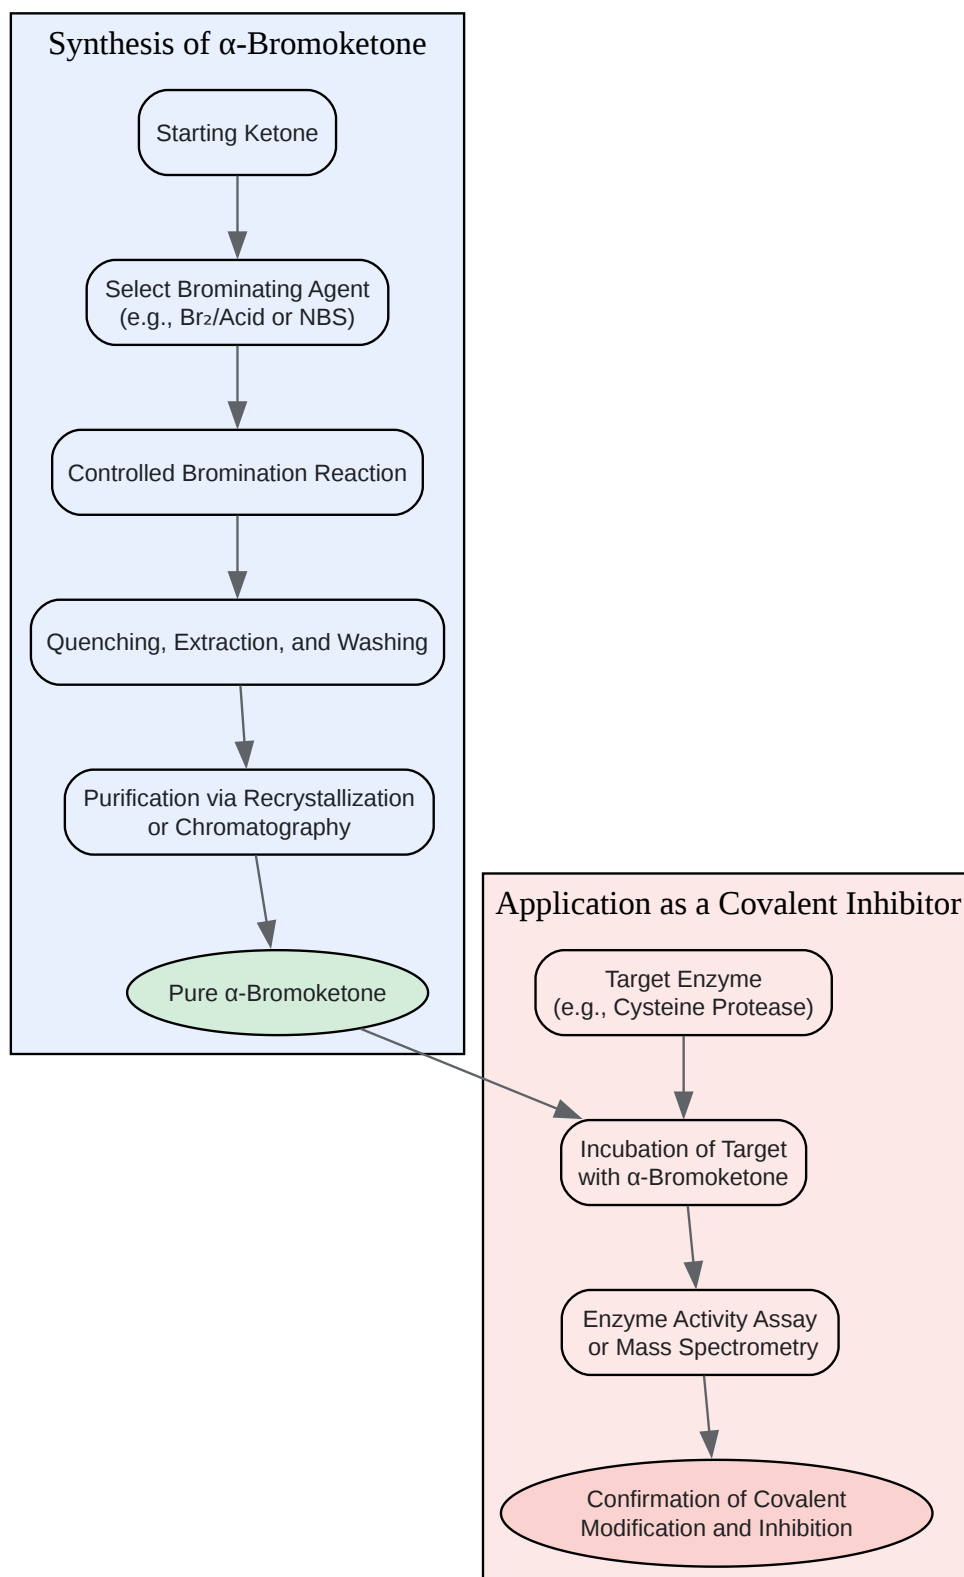 Synthesis of α-Bromoketone
Starting Ketone
Select Brominating Agent
(e.g., Br₂/Acid or NBS)
Controlled Bromination Reaction
Quenching, Extraction, and Washing
Purification via Recrystallization
or Chromatography
Pure α-Bromoketone
Application as a Covalent Inhibitor
Target Enzyme
(e.g., Cysteine Protease)
Incubation of Target
with α-Bromoketone
Enzyme Activity Assay
or Mass Spectrometry
Confirmation of Covalent
Modification and Inhibition